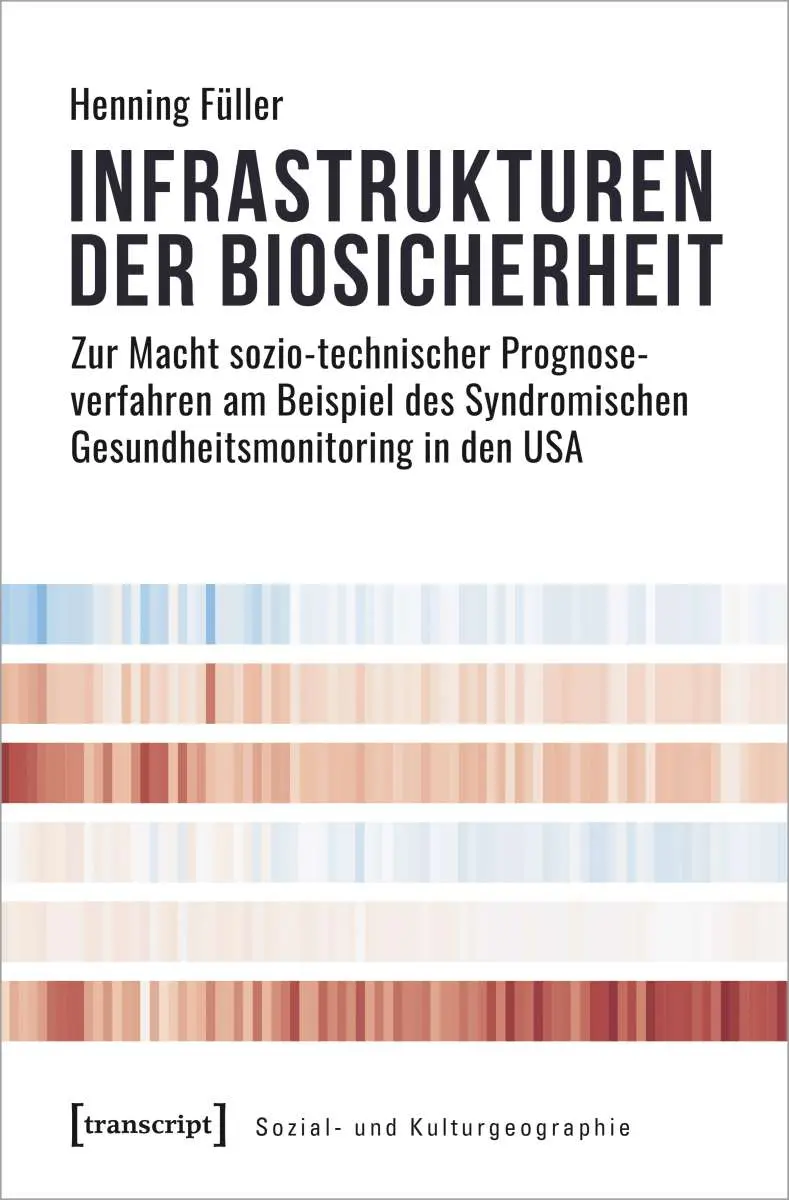 Henning Füller
INFRASTRUKTUREN
DER BIOSICHERHEIT
Zur Macht sozio-technischer Prognose-
verfahren am Beispiel des Syndromischen
Gesundheitsmonitoring in den USA
[transcript] Sozial- und Kulturgeographie